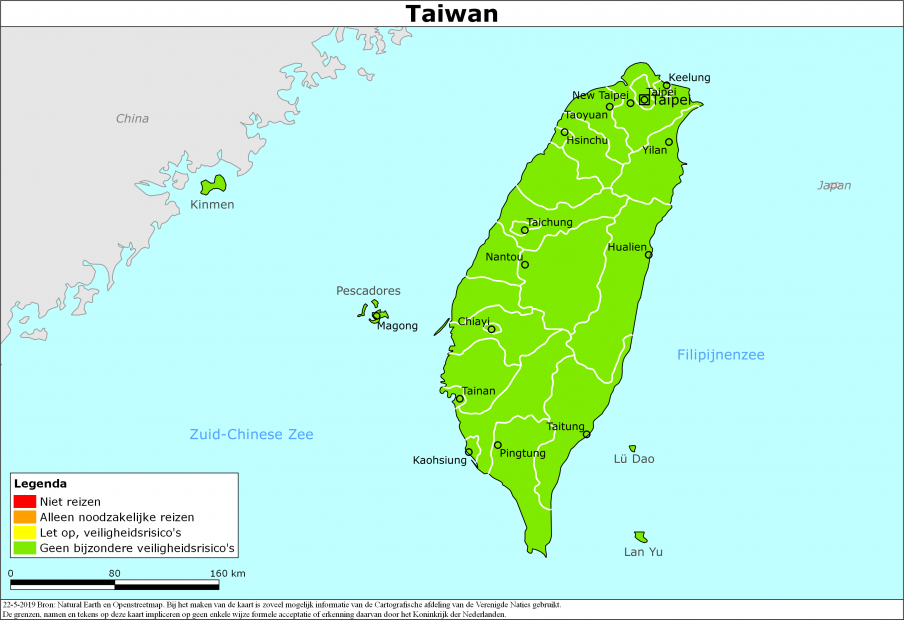 Taiwan
Keelung
China
New Taipei
Taipei
Taipei
Taoyuan
Hsinchu
Yilan
Japan
Kinmen
Taichung
Hualien
Nantou
Pescadores
Chiayi
Magong
Filipijnenzee
Tainan
Zuid-Chinese Zee
Taitung
Pingtung
Kaohsiung
Lü Dao
Legenda
Niet reizen
Alleen noodzakelijke reizen
Let op, veiligheidsrisico's
Geen bijzondere veiligheidsrisico's
Lan Yu
0 80 160 km
22-5-2019 Bron: Natural Earth en Openstreetmap. Bij het maken van de kaart is zoveel mogelijk informatie van de Cartografische afdeling van de Verenigde Naties gebruikt.
De grenzen, namen en tekens op deze kaart impliceren op geen enkele wijze formele acceptatie of erkenning daarvan door het Koninkrijk der Nederlanden.